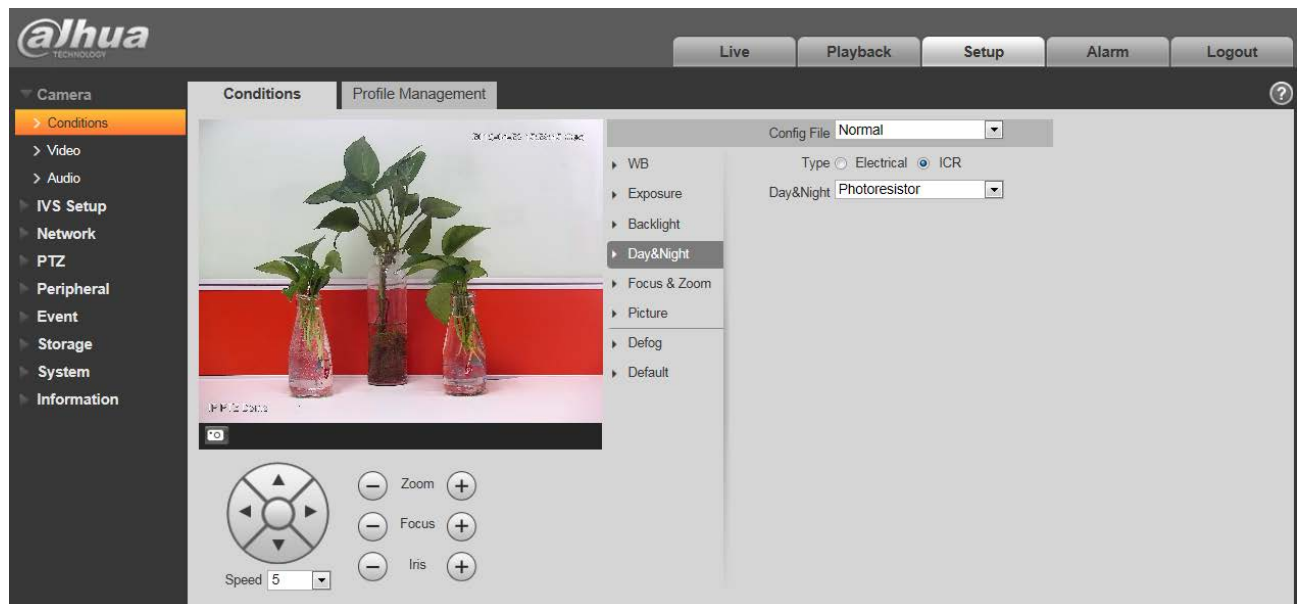 alhua
TECHNOLOGY
Live
Playback
Setup
Alarm
Logout
Camera
Conditions
Video
Audio
IVS Setup
Network
PTZ
Peripheral
Event
Storage
System
Information
Conditions
Profile Management
?
WB
Exposure
Backlight
Day&Night
Focus & Zoom
Picture
Defog
Default
Config File Normal
Type Electrical ICR
Day&Night Photoresistor
Zoom
Focus
Iris
Speed 5